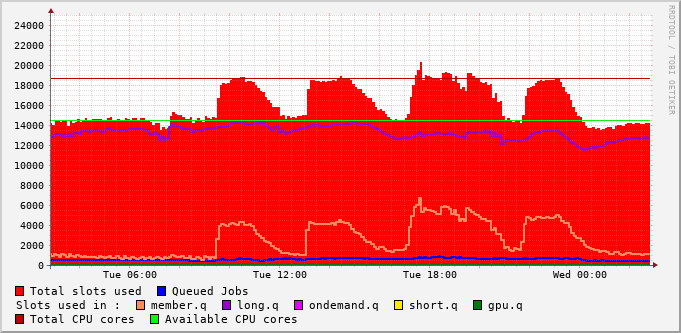 24000
22000
20000
18000
16000
14000
12000
10000
8000
6000
4000
2000
0
Tue 06:00 Tue 12:00 Tue 18:00 Wed 00:00
Total slots used Queued Jobs
Slots used in : member.q long.q ondemand.q short.q gpu.q
Total CPU cores Available CPU cores
RRDTOOL / TOBI OETIKER